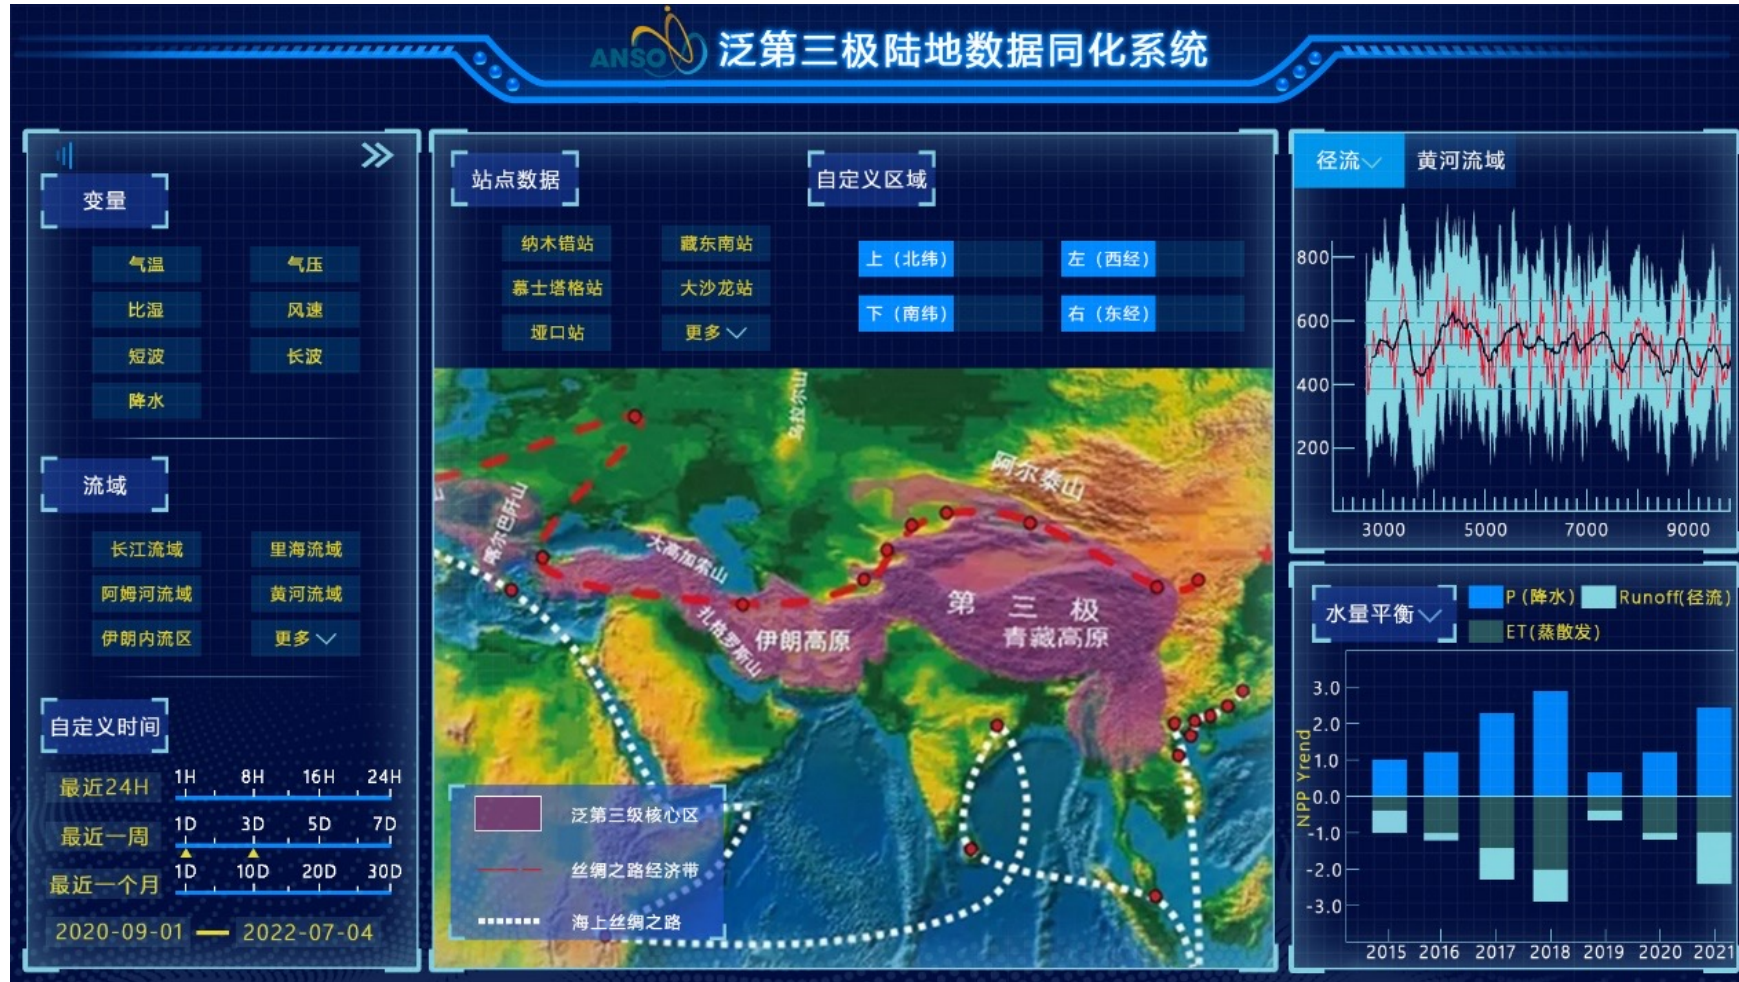 ANSO 泛第三极陆地数据同化系统
变量
气温 气压
比湿 风速
短波 长波
降水
流域
长江流域 里海流域
阿姆河流域 黄河流域
伊朗内流区 更多
自定义时间
最近24H 1H 8H 16H 24H
最近一周 1D 3D 5D 7D
最近一个月 1D 10D 20D 30D
2020-09-01 — 2022-07-04
站点数据
纳木错站 藏东南站
慕士塔格站 大沙龙站
垭口站 更多
自定义区域
上（北纬） 左（西经）
下（南纬） 右（东经）
乌拉尔山
阿尔泰山
喀尔巴阡山
大高加索山
扎格罗斯山
伊朗高原
第三极
青藏高原
泛第三级核心区
丝绸之路经济带
海上丝绸之路
径流 黄河流域
800
600
400
200
3000 5000 7000 9000
水量平衡
P(降水) Runoff(径流)
ET(蒸散发)
NPP Yrend
3.0
2.0
1.0
0.0
-1.0
-2.0
-3.0
2015 2016 2017 2018 2019 2020 2021